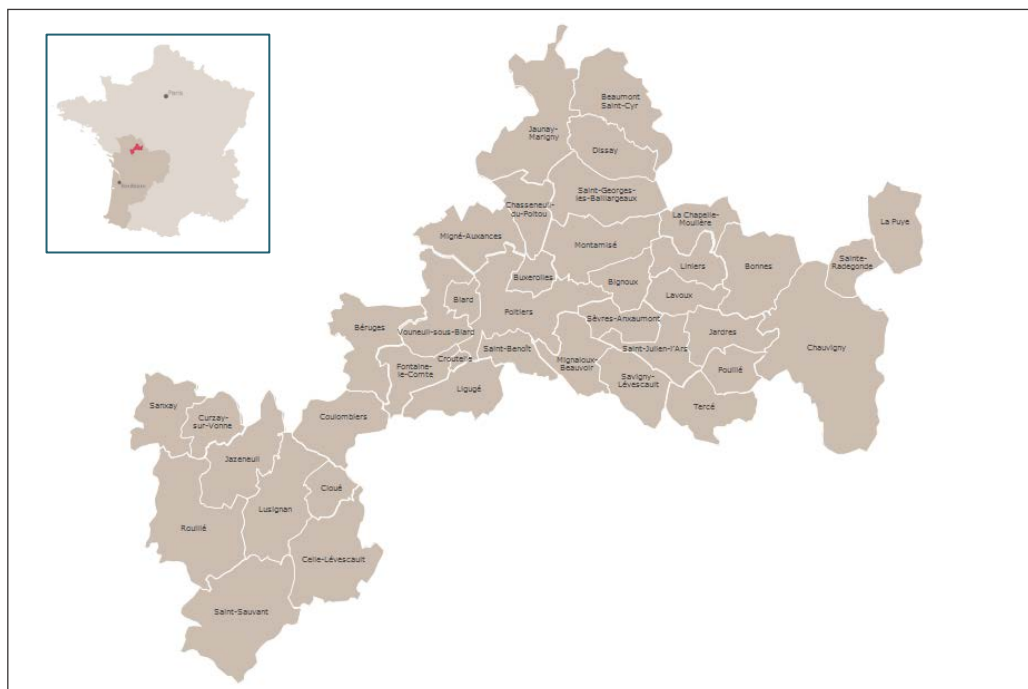 Paris
Bordeaux
Beaumont
Saint-Cyr
Jaunay-
Marigny
Dissay
Saint-Georges-
les-Baillargeaux
Chasseneuil-
du-Poitou
La Chapelle-
Moulière
La Puye
Migné-Auxances
Montamisé
Sainte-
Radegonde
Liniers
Bonnes
Buxerolles
Bignoux
Lavoux
Biard
Poitiers
Sèvres-Anxaumont
Béruges
Vouneuil-sous-Biard
Jardres
Saint-Benoît
Saint-Julien-l'Ars
Chauvigny
Croutelle
Fontaine-
le-Comte
Mignaloux-
Beauvoir
Pouillé
Savigny-
Lévescault
Ligugé
Sanxay
Tercé
Curzay-
sur-Vonne
Coulombiers
Jazeneuil
Cloué
Lusignan
Rouillé
Celle-Lévescault
Saint-Sauvant